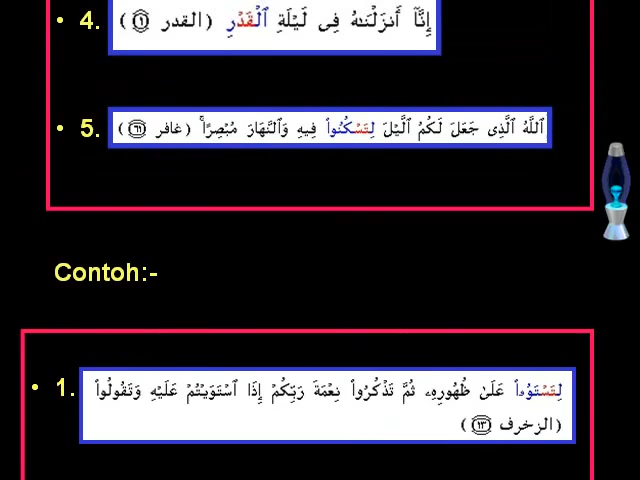 • 4. إِنَّآ أَنزَلْنَـٰهُ فِى لَيْلَةِ ٱلْقَدْرِ (القدر ١)
• 5. ٱللَّهُ ٱلَّذِى جَعَلَ لَكُمُ ٱلَّيْلَ لِتَسْكُنُوا۟ فِيهِ وَٱلنَّهَارَ مُبْصِرًا ۚ (غافر ٦١)
Contoh:-
• 1. لِتَسْتَوُۥا۟ عَلَىٰ ظُهُورِهِۦ ثُمَّ تَذْكُرُوا۟ نِعْمَةَ رَبِّكُمْ إِذَا ٱسْتَوَيْتُمْ عَلَيْهِ وَتَقُولُوا۟
(الزخرف ١٣)